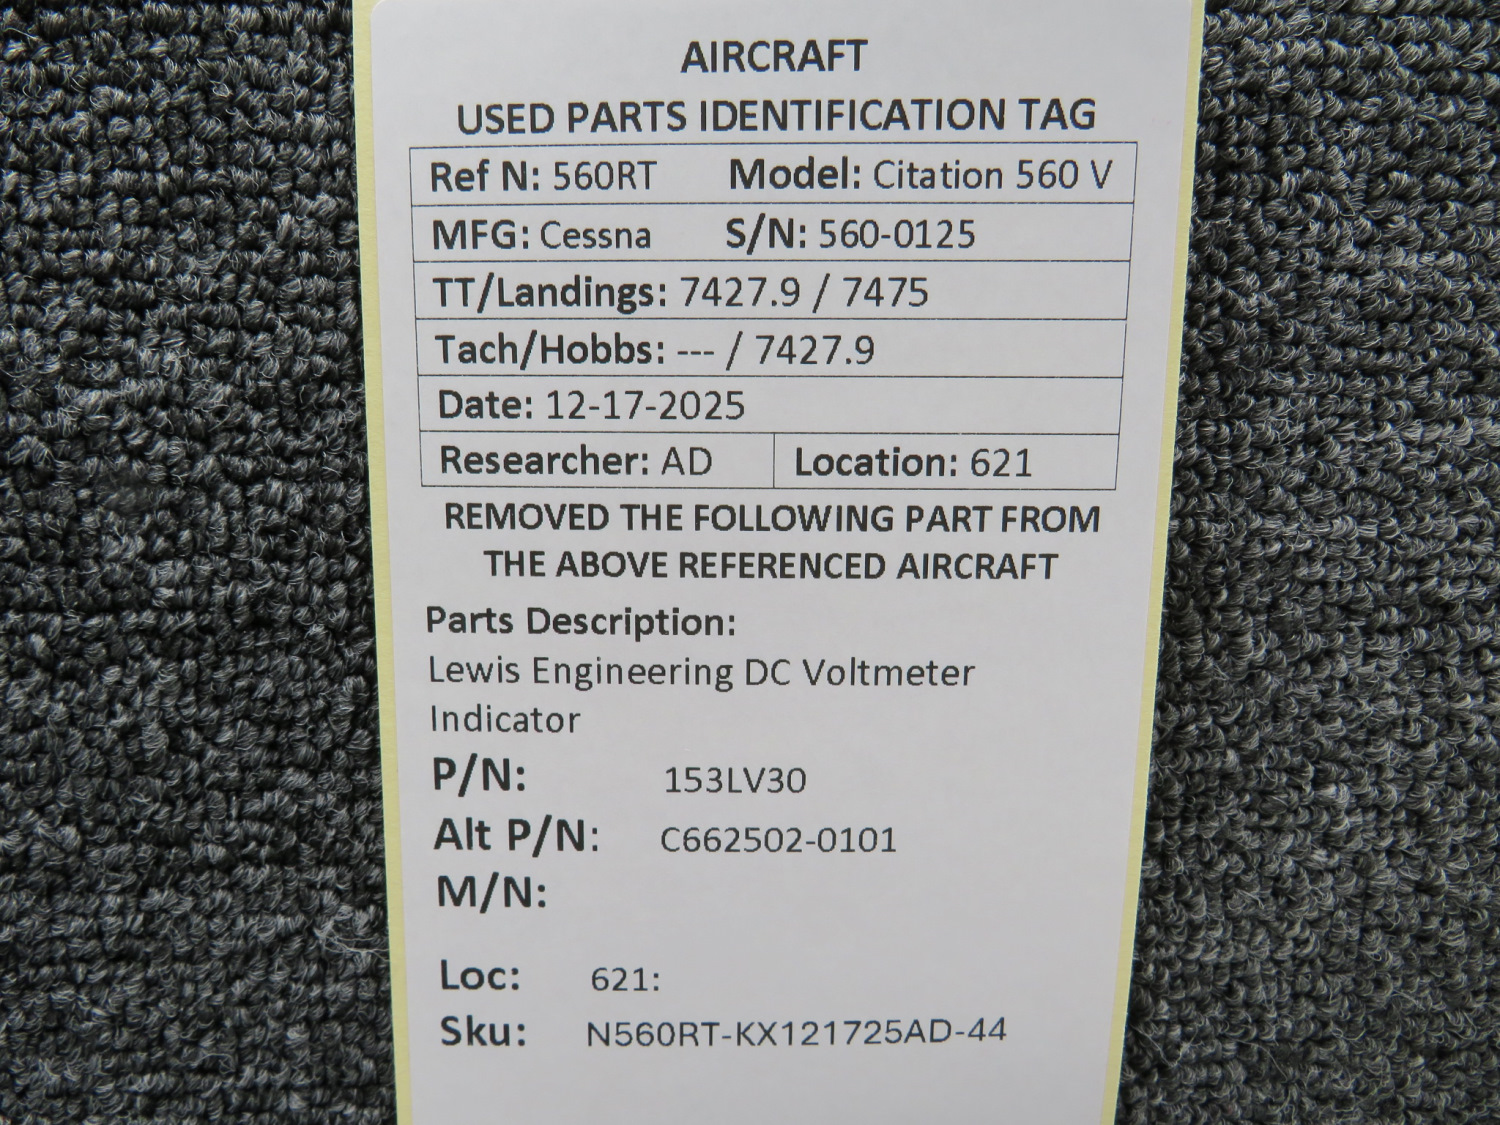 AIRCRAFT
USED PARTS IDENTIFICATION TAG
Ref N: 560RT Model: Citation 560 V
MFG: Cessna S/N: 560-0125
TT/Landings: 7427.9 / 7475
Tach/Hobbs: --- / 7427.9
Date: 12-17-2025
Researcher: AD Location: 621
REMOVED THE FOLLOWING PART FROM
THE ABOVE REFERENCED AIRCRAFT
Parts Description:
Lewis Engineering DC Voltmeter
Indicator
P/N: 153LV30
Alt P/N: C662502-0101
M/N:
Loc: 621:
Sku: N560RT-KX121725AD-44